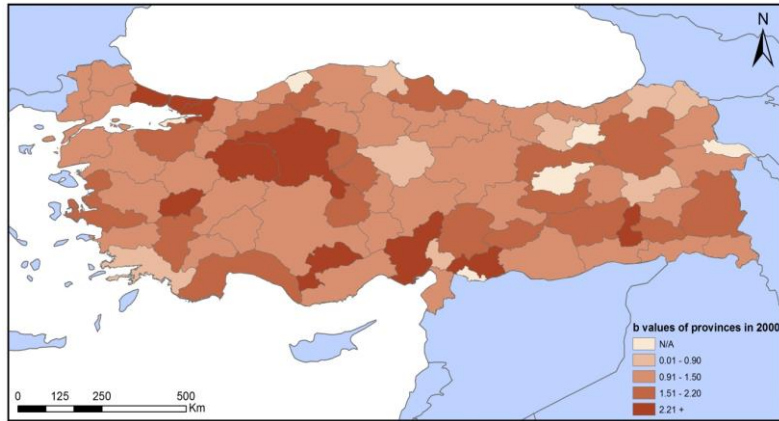 N
b values of provinces in 2000
N/A
0.01 - 0.90
0.91 - 1.50
1.51 - 2.20
2.21 +
0 125 250 500
Km